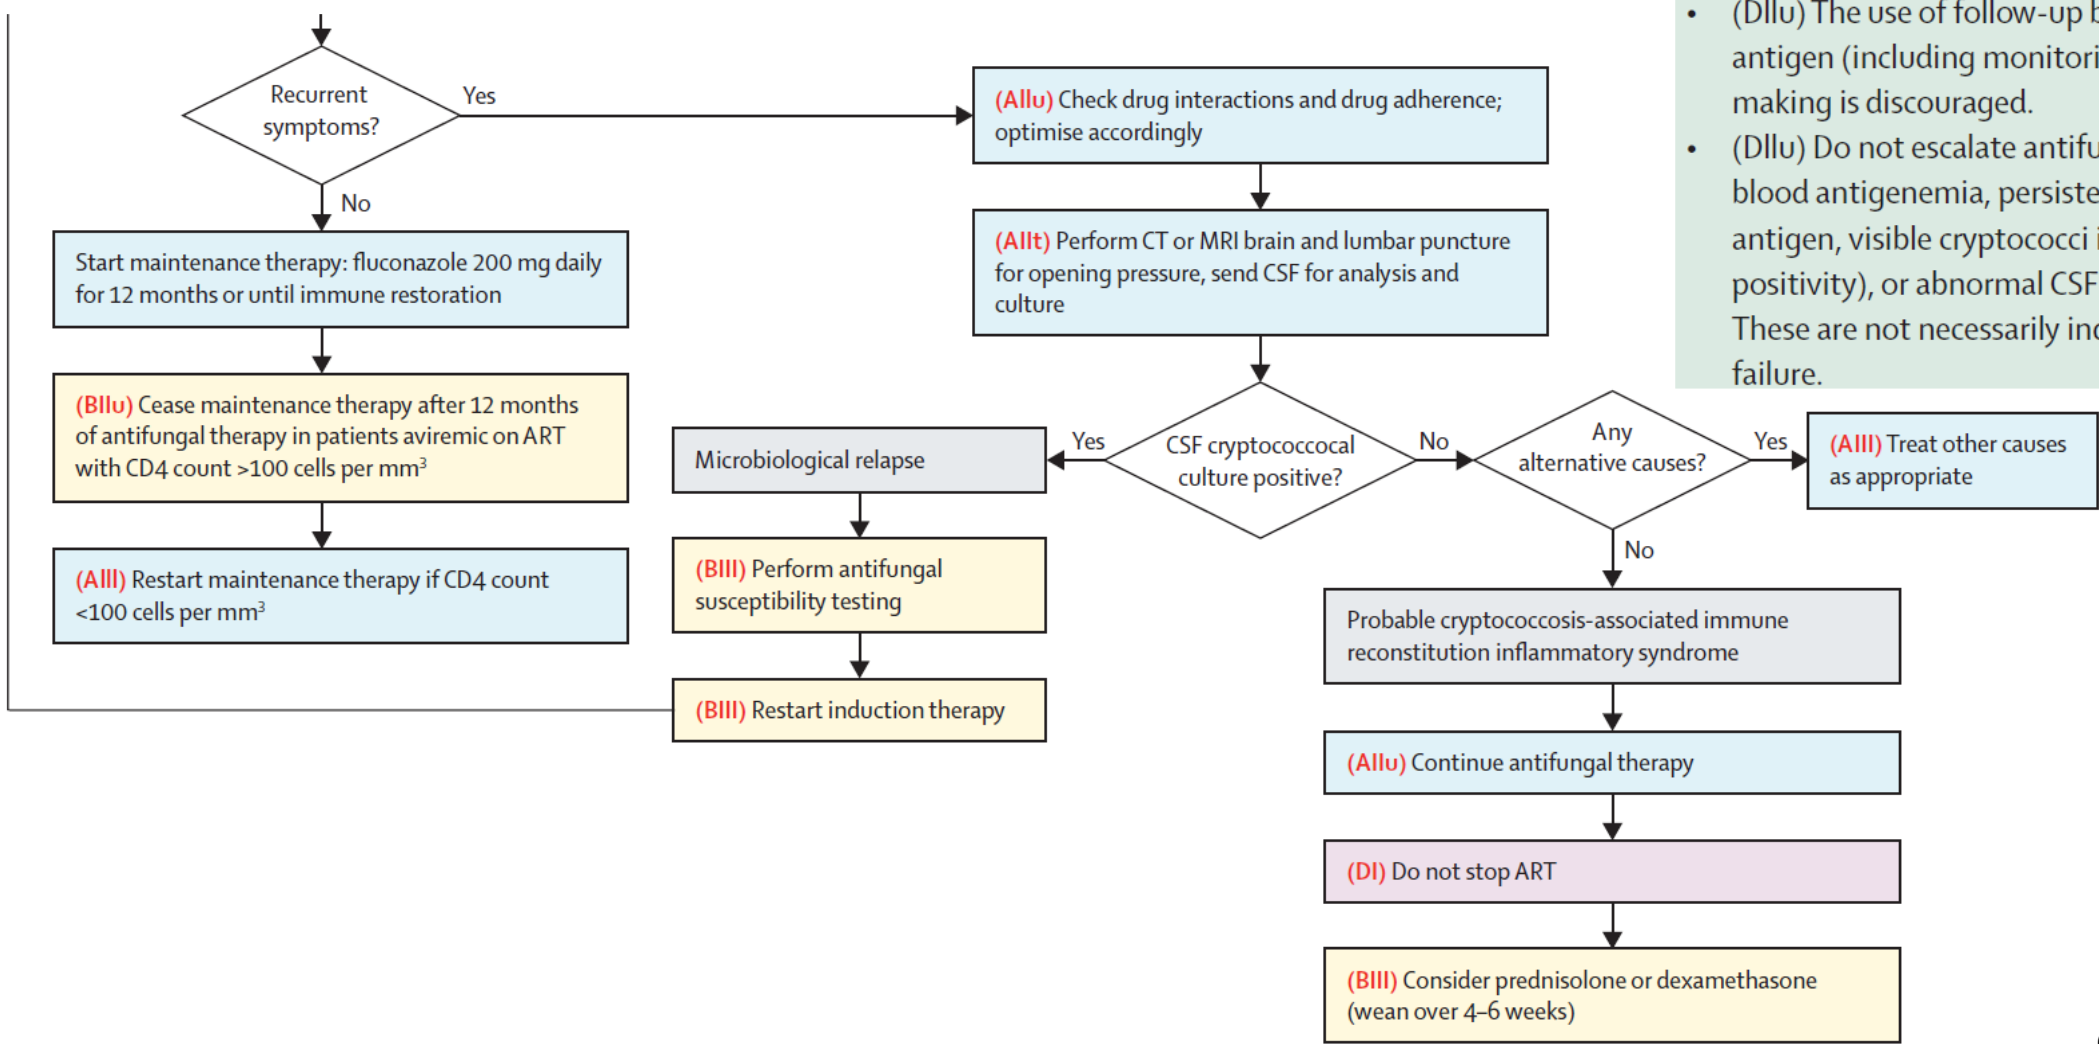 Recurrent
symptoms?
Yes
No
Start maintenance therapy: fluconazole 200 mg daily
for 12 months or until immune restoration
(BIIu) Cease maintenance therapy after 12 months
of antifungal therapy in patients aviremic on ART
with CD4 count >100 cells per mm³
(AIII) Restart maintenance therapy if CD4 count
<100 cells per mm³
(AIIu) Check drug interactions and drug adherence;
optimise accordingly
(AIIt) Perform CT or MRI brain and lumbar puncture
for opening pressure, send CSF for analysis and
culture
CSF cryptococcocal
culture positive?
Yes
No
Microbiological relapse
(BIII) Perform antifungal
susceptibility testing
(BIII) Restart induction therapy
Any
alternative causes?
Yes
No
(AIII) Treat other causes
as appropriate
Probable cryptococcosis-associated immune
reconstitution inflammatory syndrome
(AIIu) Continue antifungal therapy
(DI) Do not stop ART
(BIII) Consider prednisolone or dexamethasone
(wean over 4–6 weeks)
• (DIIu) The use of follow-up
antigen (including
making is discouraged.
• (DIIu) Do not escalate
blood antigenemia,
antigen, visible cryptococci
positivity), or abnormal CSF
These are not necessarily
failure.